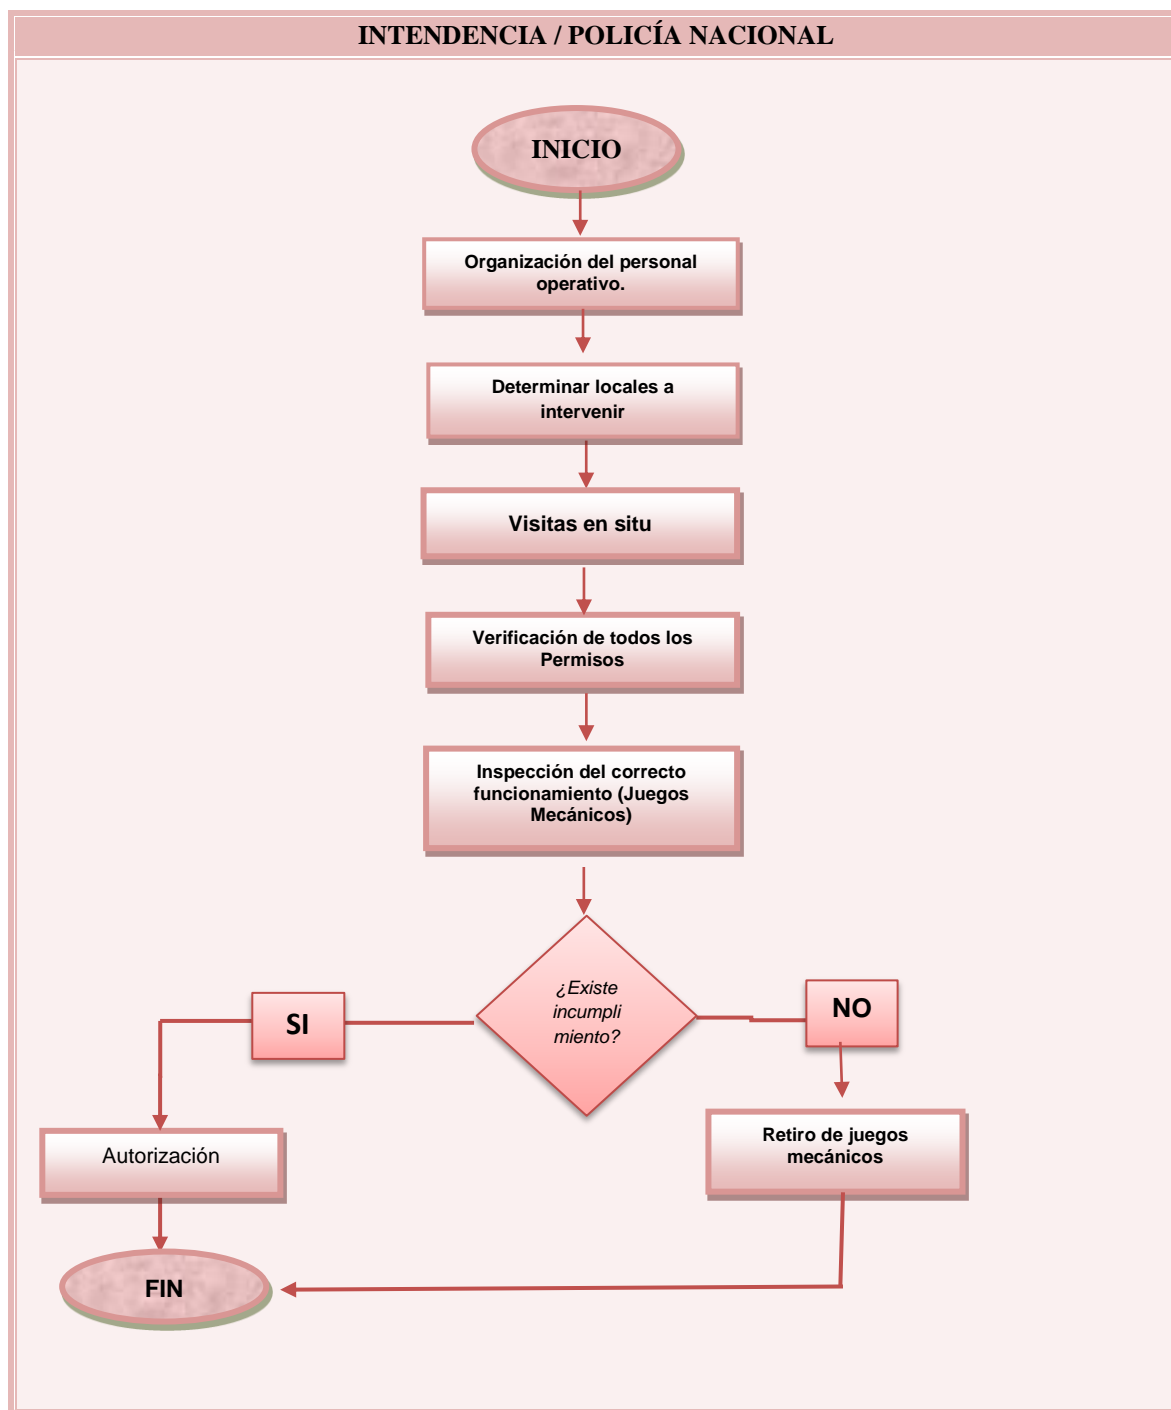 INTENDENCIA / POLICÍA NACIONAL
INICIO
Organización del personal
operativo.
Determinar locales a
intervenir
Visitas en situ
Verificación de todos los
Permisos
Inspección del correcto
funcionamiento (Juegos
Mecánicos)
¿Existe
incumpli
miento?
SI
NO
Autorización
Retiro de juegos
mecánicos
FIN